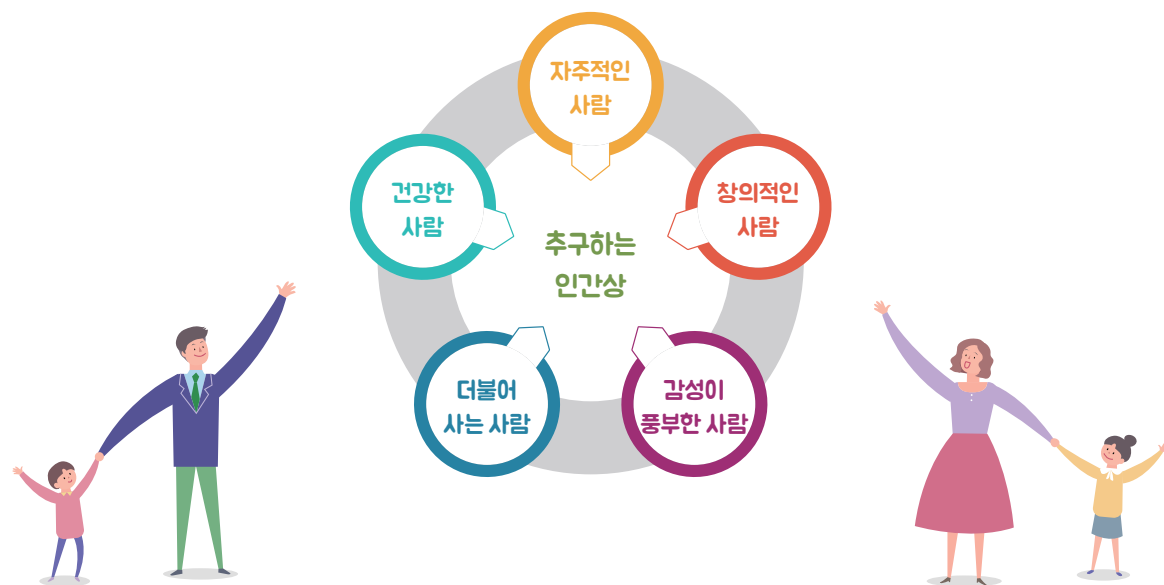 자주적인
사람
창의적인
사람
감성이
풍부한 사람
더불어
사는 사람
건강한
사람
추구하는
인간상